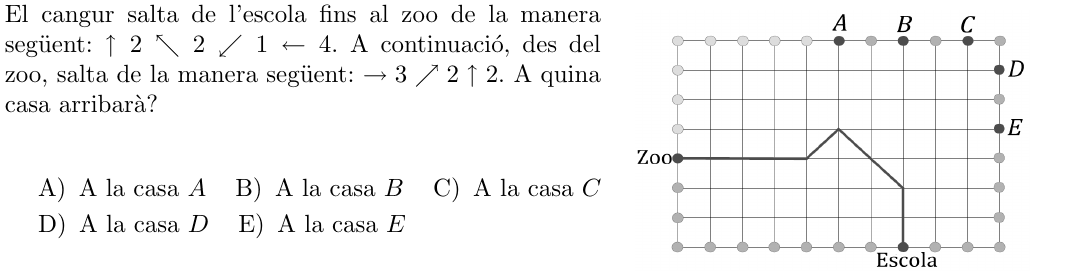 El cangur salta de l'escola fins al zoo de la manera
següent: ↑ 2 ↖ 2 ↙ 1 ← 4. A continuació, des del
zoo, salta de la manera següent: → 3 ↗ 2 ↑ 2. A quina
casa arribarà?
A) A la casa A B) A la casa B C) A la casa C
D) A la casa D E) A la casa E
A B C
D
E
Zoo
Escola